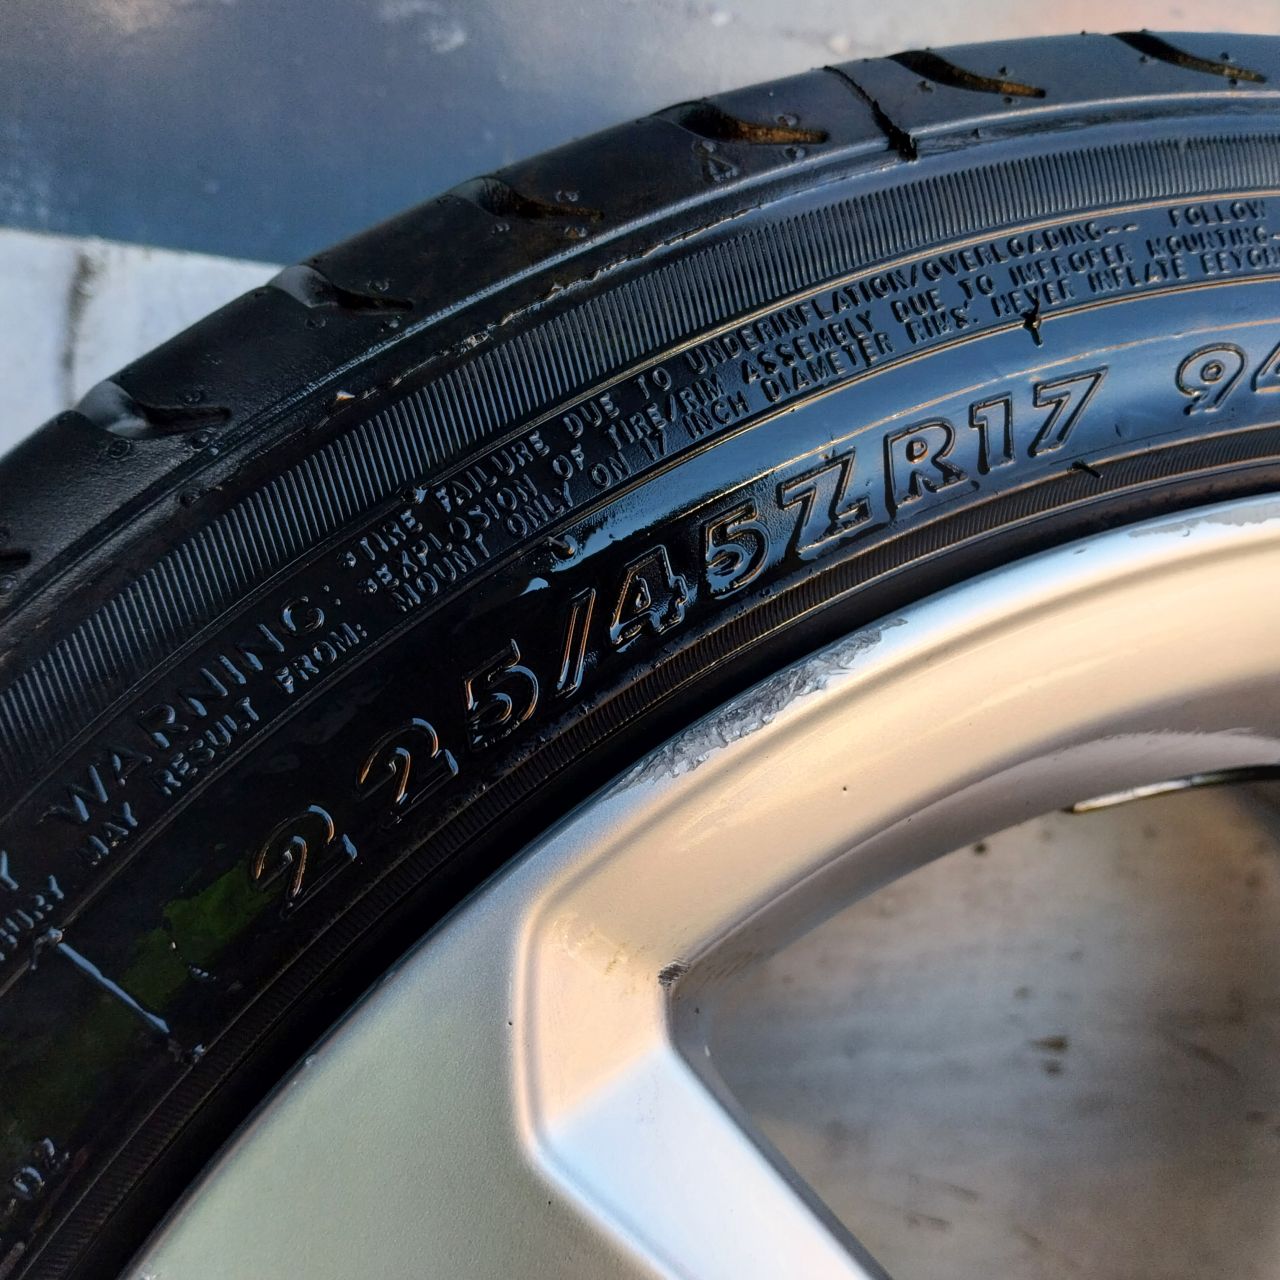 WARNING:
MAY RESULT FROM:
*TIRE FAILURE DUE TO UNDERINFLATION/OVERLOADING-- FOLLOW
*EXPLOSION OF TIRE/RIM ASSEMBLY DUE TO IMPROPER MOUNTING-
MOUNT ONLY ON 17 INCH DIAMETER RIMS. NEVER INFLATE
225/45ZR17 94